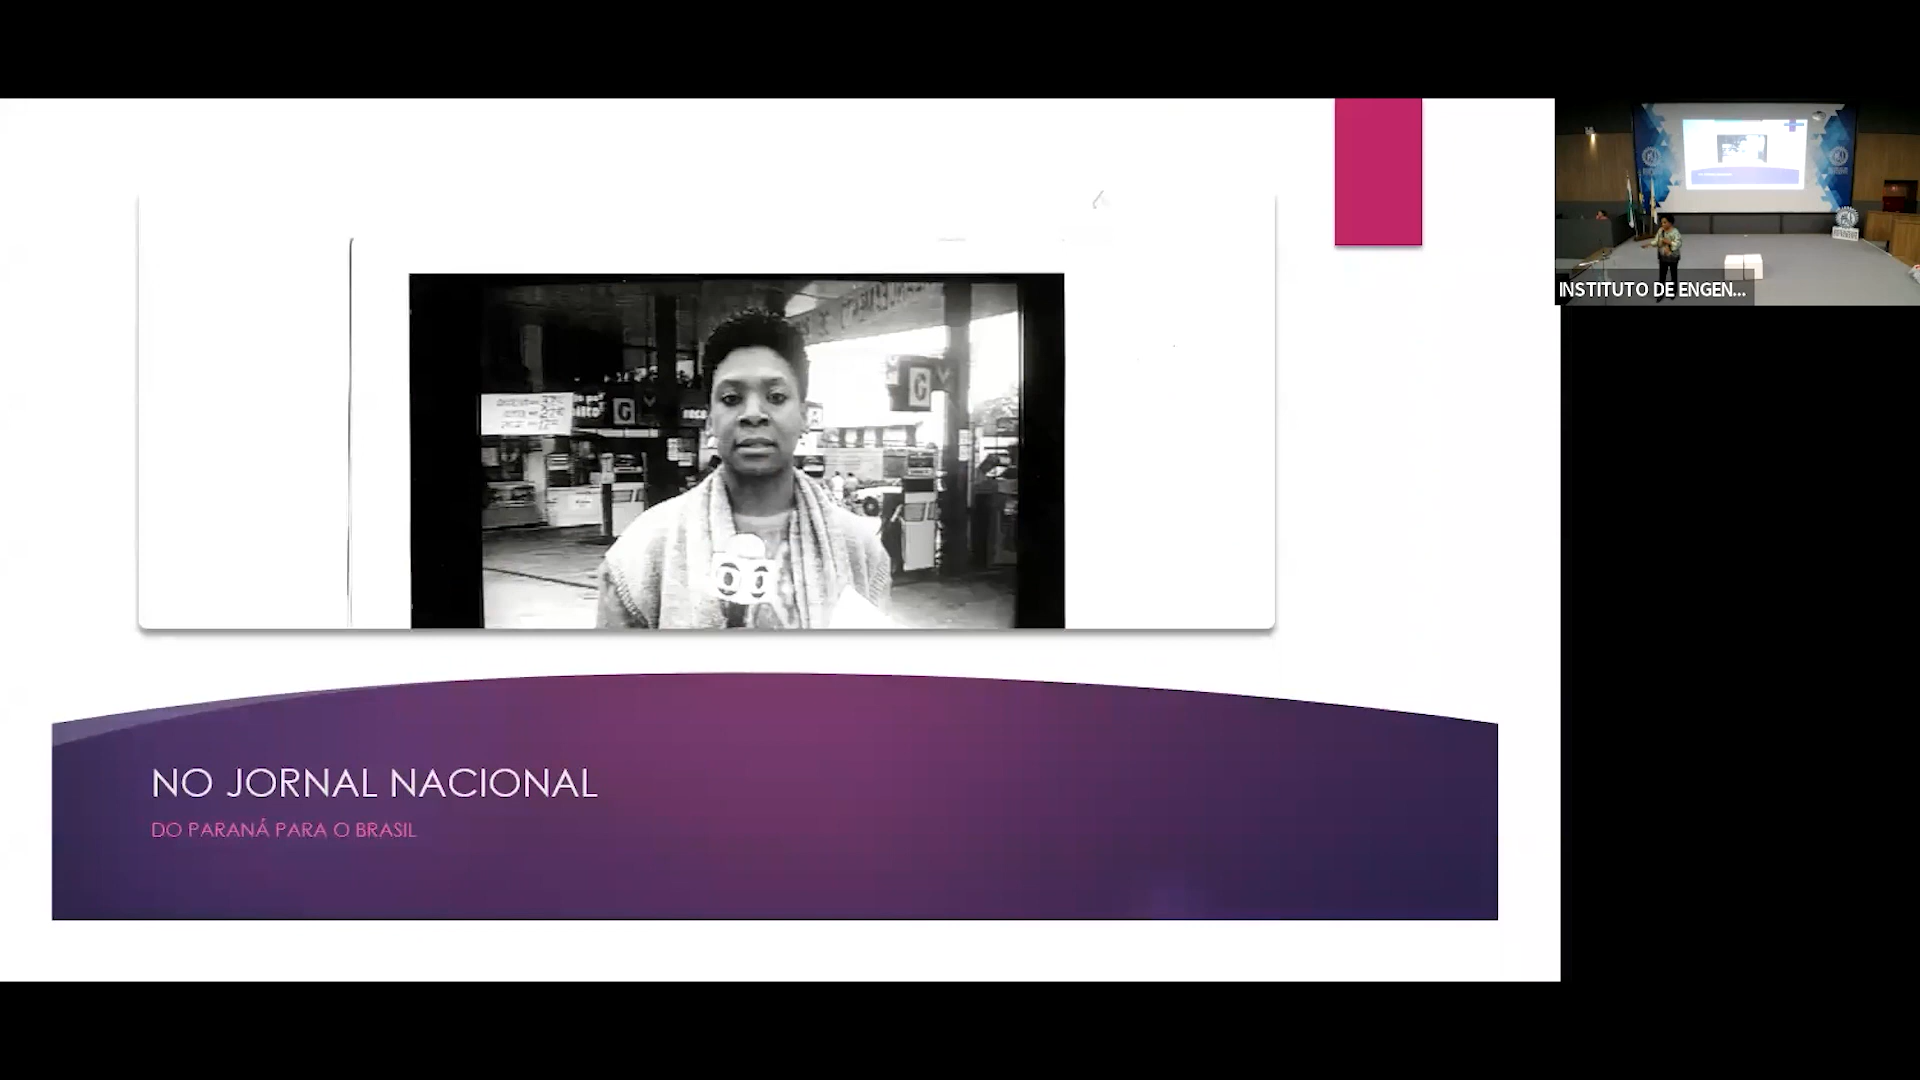 NO JORNAL NACIONAL
DO PARANÁ PARA O BRASIL
INSTITUTO DE ENGEN...